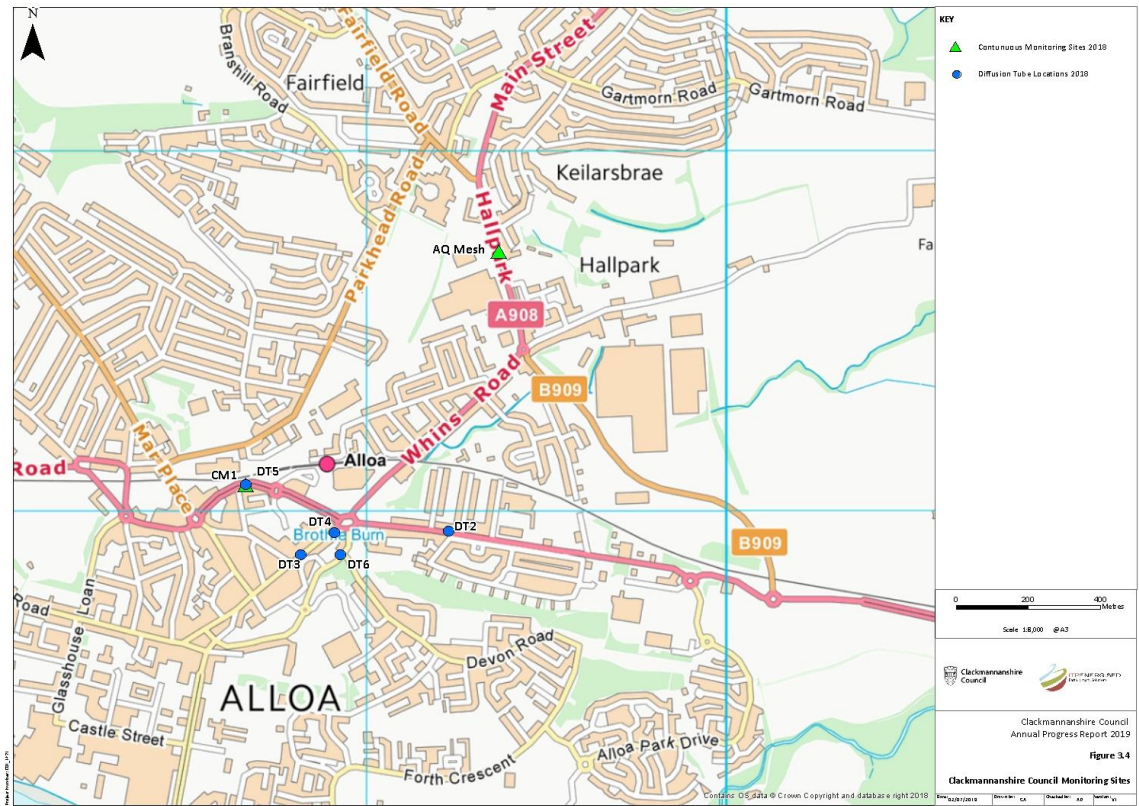 N
Branshill Road
Fairfield
Fairfield Road
Main Street
Gartmorn Road
Gartmorn Road
Keilarsbrae
Parkhead Road
Hallpark
AQ Mesh
Hallpark
Fa
A908
Whins Road
B909
Mar Place
Road
Alloa
CM1
DT5
DT4
Brothie Burn
DT2
DT3
DT6
B909
Road
Glasshouse Loan
Devon Road
ALLOA
Castle Street
Alloa Park Drive
Forth Crescent
Contains OS data © Crown Copyright and database right 2018
KEY
Contunuous Monitoring Sites 2018
Diffusion Tube Locations 2018
0 200 400
Metres
Scale 1:8,000 @A3
Clackmannanshire
Council
Clackmannanshire Council
Annual Progress Report 2019
Figure 3.4
Clackmannanshire Council Monitoring Sites